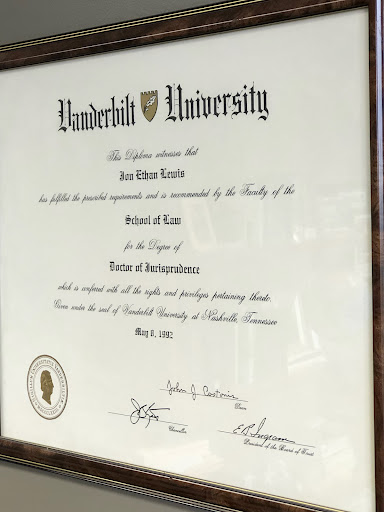 Vanderbilt University
This Diploma witnesses that
Jon Ethan Lewis
has fulfilled the prescribed requirements and is recommended by the Faculty of the
School of Law
for the Degree of
Doctor of Jurisprudence
which is conferred with all the rights and privileges pertaining thereto.
Given under the seal of Vanderbilt University at Nashville, Tennessee
May 8, 1992
John J. Costonis
Dean
Chancellor
E B Ingram
President of the Board of Trust